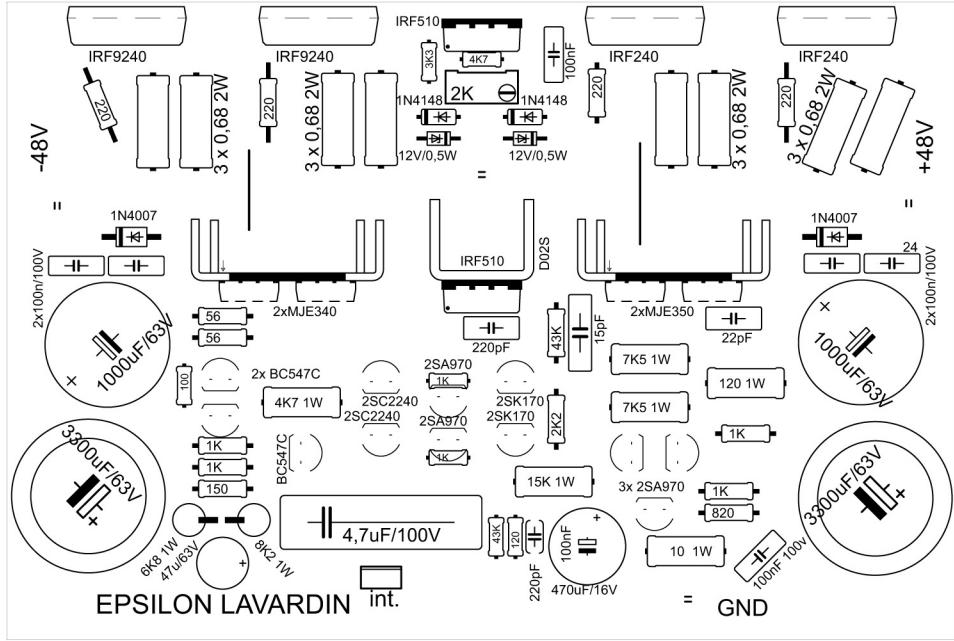 IRF9240
IRF9240
IRF510
IRF240
IRF240
220
3 x 0,68 2W
220
3 x 0,68 2W
3K3
4K7
100nF
2K
1N4148
1N4148
12V/0,5W
12V/0,5W
220
3 x 0,68 2W
220
3 x 0,68 2W
-48V
+48V
=
=
=
1N4007
1N4007
2x100n/100V
IRF510
D02S
24
2x100n/100V
2xMJE340
2xMJE350
1000uF/63V
+
56
56
220pF
43K
15pF
22pF
+
1000uF/63V
100
2x BC547C
4K7 1W
2SC2240
2SC2240
2SA970
1K
2SA970
1K
2SK170
2SK170
2K2
7K5 1W
7K5 1W
120 1W
1K
3300uF/63V
+
1K
1K
150
BC547C
15K 1W
3x 2SA970
1K
820
3300uF/63V
+
6K8 1W
47u/63V
+
8K2 1W
4,7uF/100V
43K
120
220pF
100nF
+
470uF/16V
10 1W
100nF 100v
EPSILON LAVARDIN
int.
=
GND